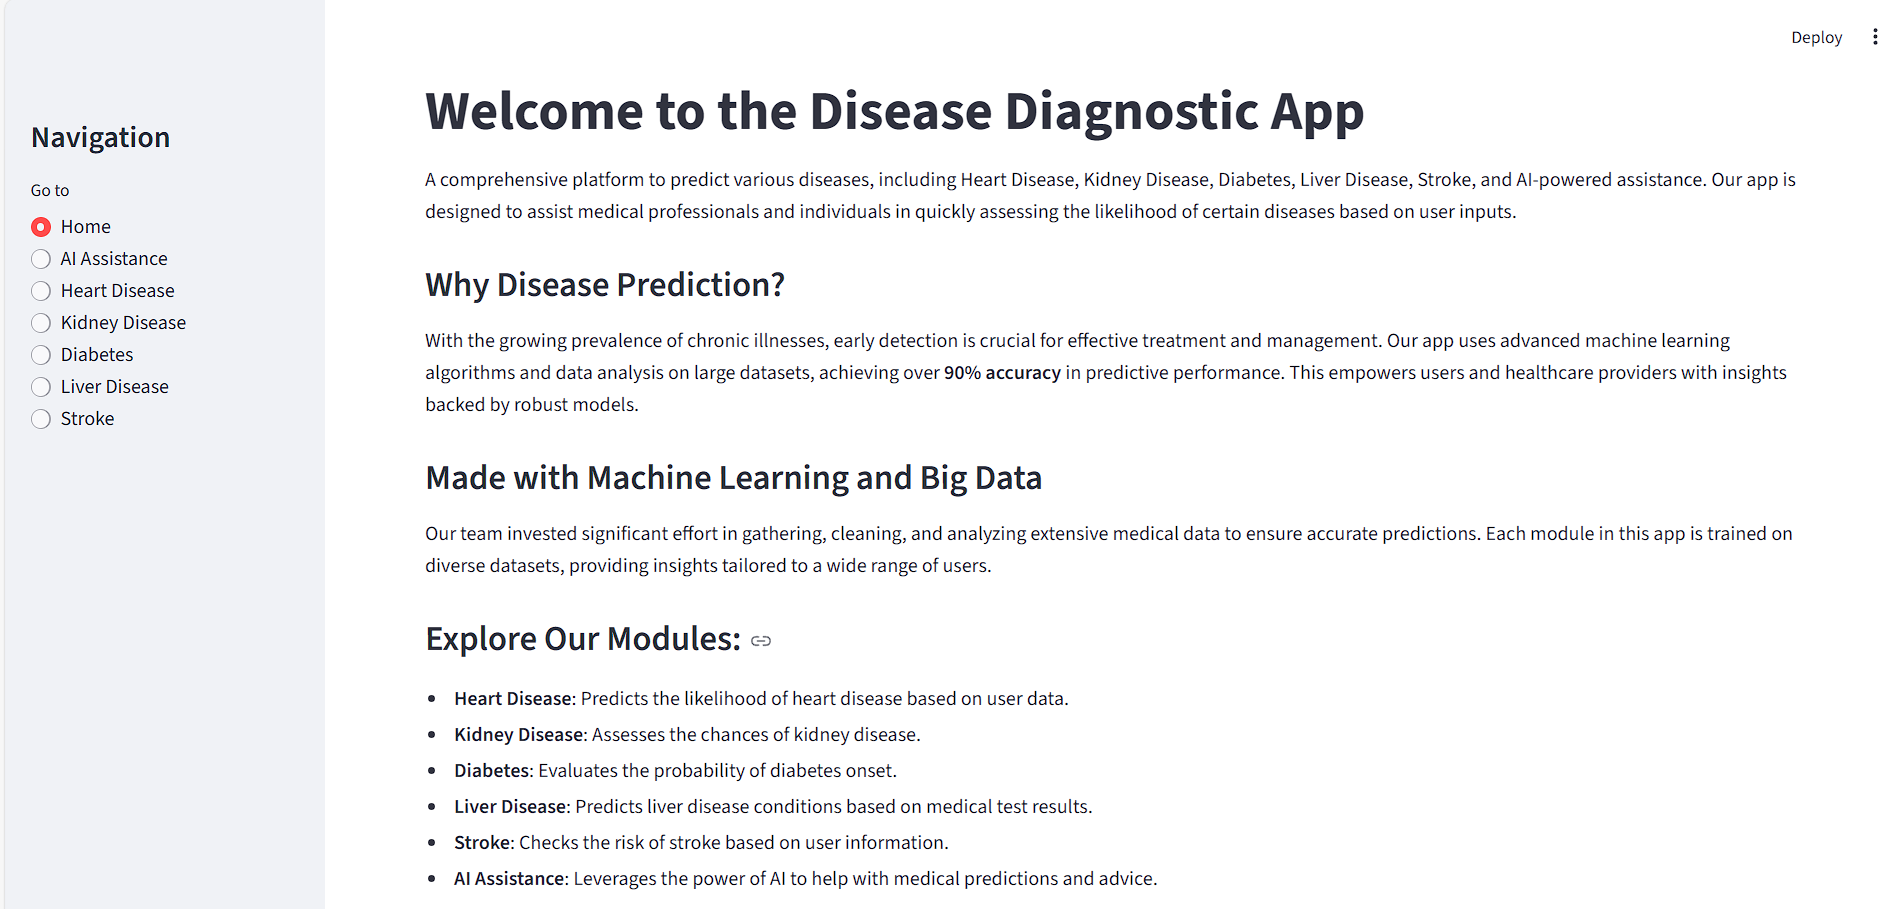 Deploy
Navigation
Go to
Home
AI Assistance
Heart Disease
Kidney Disease
Diabetes
Liver Disease
Stroke
Welcome to the Disease Diagnostic App
A comprehensive platform to predict various diseases, including Heart Disease, Kidney Disease, Diabetes, Liver Disease, Stroke, and AI-powered assistance. Our app is
designed to assist medical professionals and individuals in quickly assessing the likelihood of certain diseases based on user inputs.
Why Disease Prediction?
With the growing prevalence of chronic illnesses, early detection is crucial for effective treatment and management. Our app uses advanced machine learning
algorithms and data analysis on large datasets, achieving over 90% accuracy in predictive performance. This empowers users and healthcare providers with insights
backed by robust models.
Made with Machine Learning and Big Data
Our team invested significant effort in gathering, cleaning, and analyzing extensive medical data to ensure accurate predictions. Each module in this app is trained on
diverse datasets, providing insights tailored to a wide range of users.
Explore Our Modules:
• Heart Disease: Predicts the likelihood of heart disease based on user data.
• Kidney Disease: Assesses the chances of kidney disease.
• Diabetes: Evaluates the probability of diabetes onset.
• Liver Disease: Predicts liver disease conditions based on medical test results.
• Stroke: Checks the risk of stroke based on user information.
• AI Assistance: Leverages the power of AI to help with medical predictions and advice.